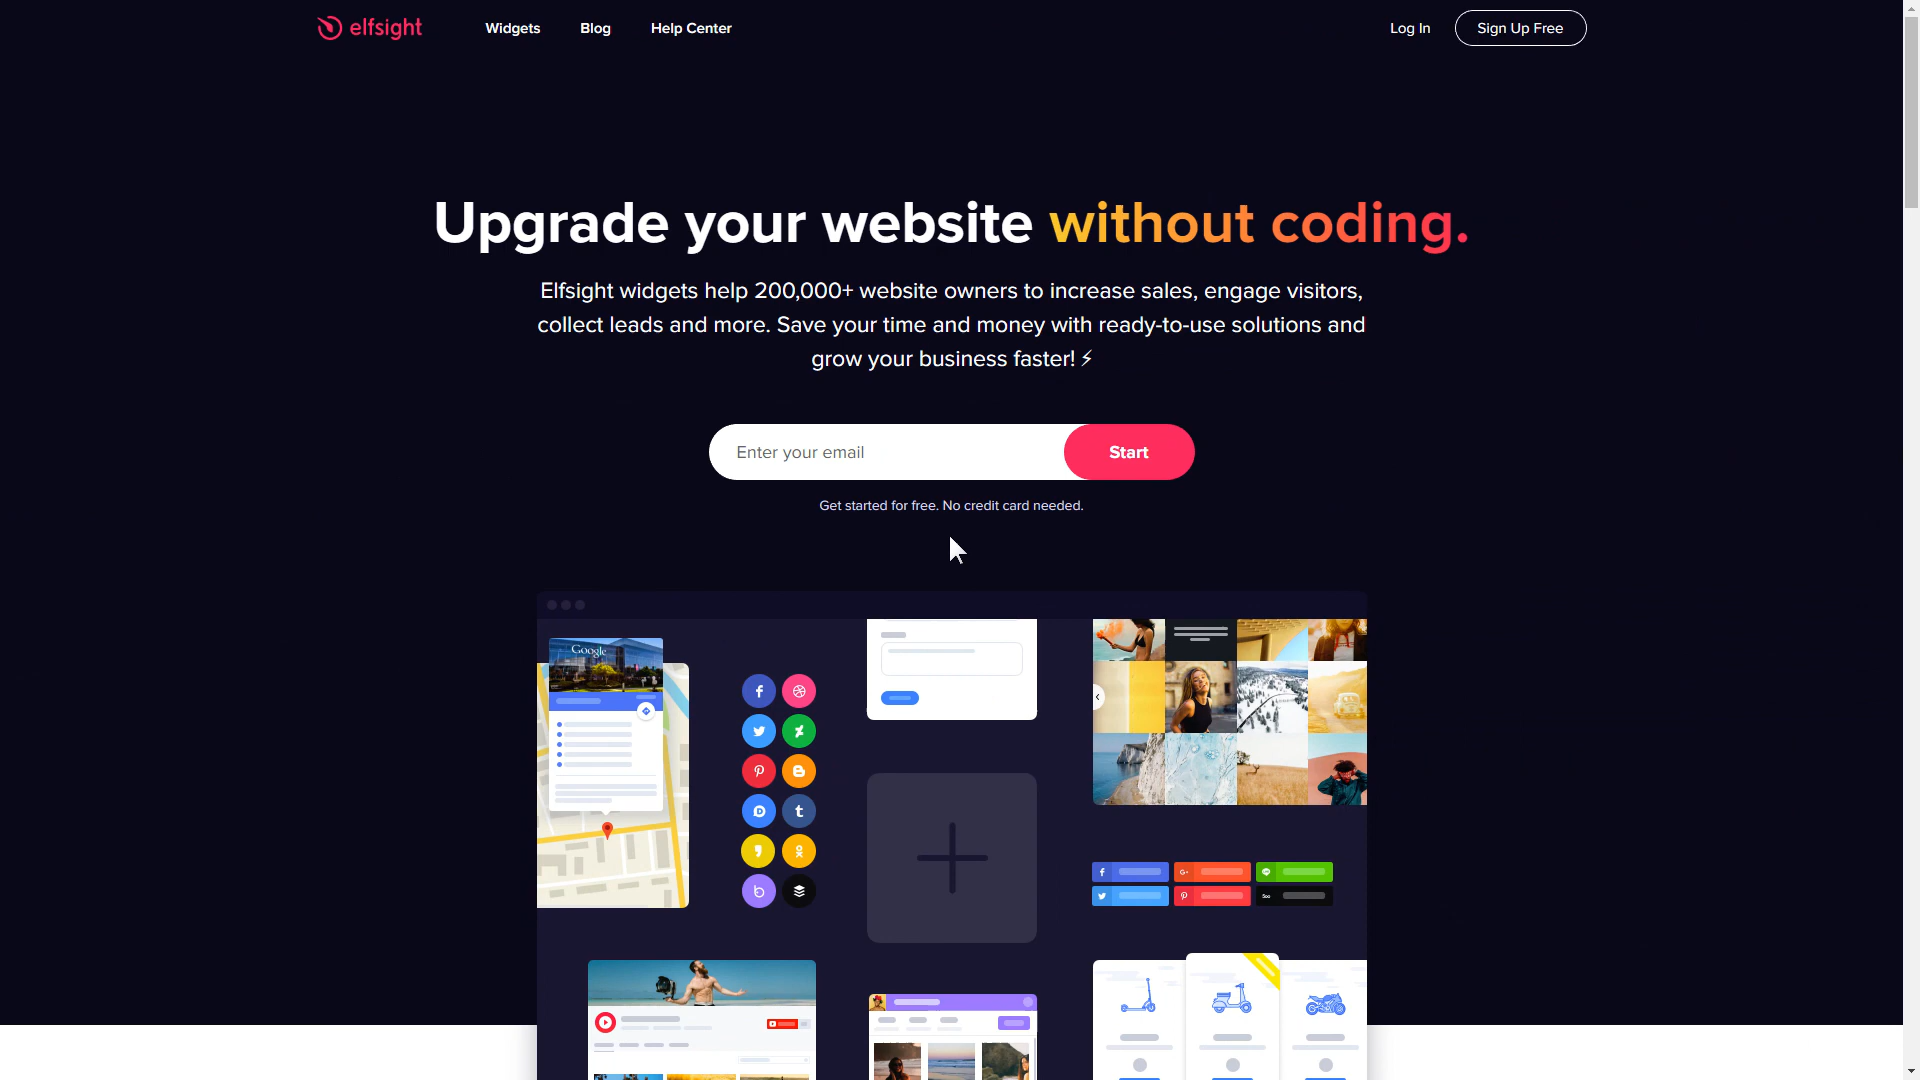 elfsight
Widgets
Blog
Help Center
Log In
Sign Up Free
Upgrade your website without coding.
Elfsight widgets help 200,000+ website owners to increase sales, engage visitors,
collect leads and more. Save your time and money with ready-to-use solutions and
grow your business faster! ⚡
Enter your email
Start
Get started for free. No credit card needed.
Google